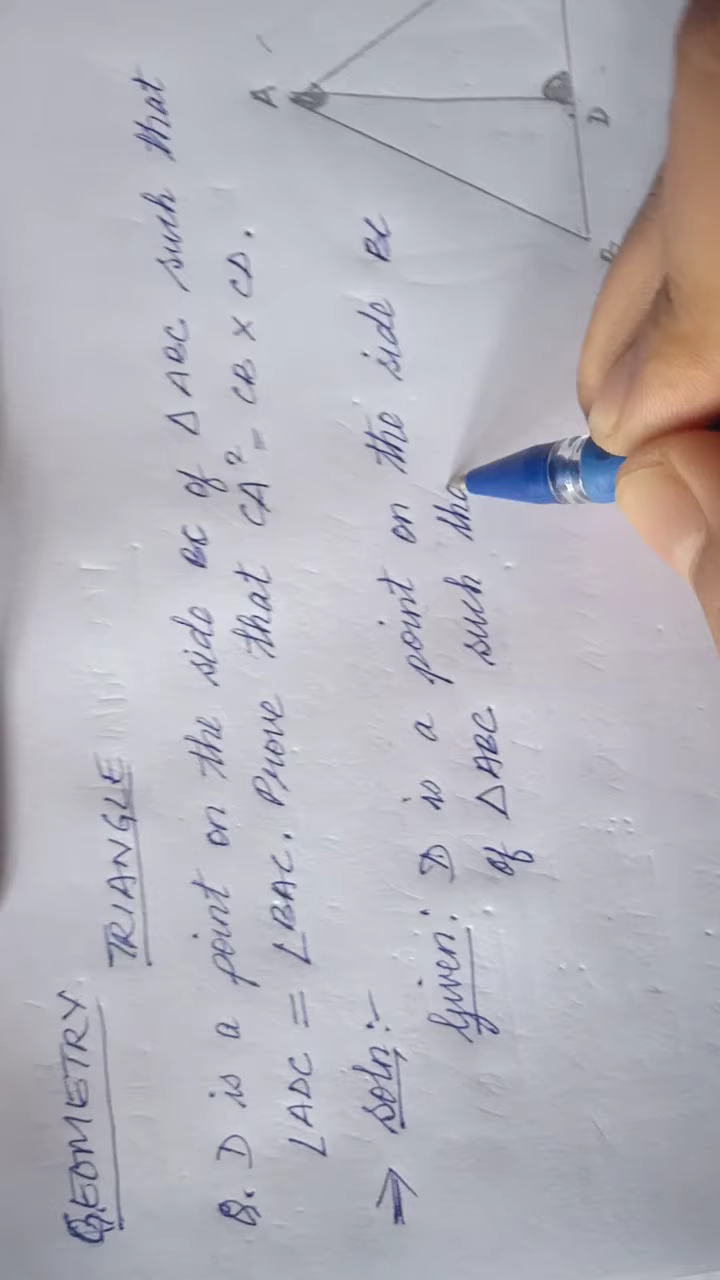 GEOMETRY
TRIANGLE
Q. D is a point on the side BC of △ABC such that
∠ADC = ∠BAC. Prove that CA² = CB × CD.
→ Soln:-
Given: D is a point on the side BC
of △ABC such tha
A
D
B